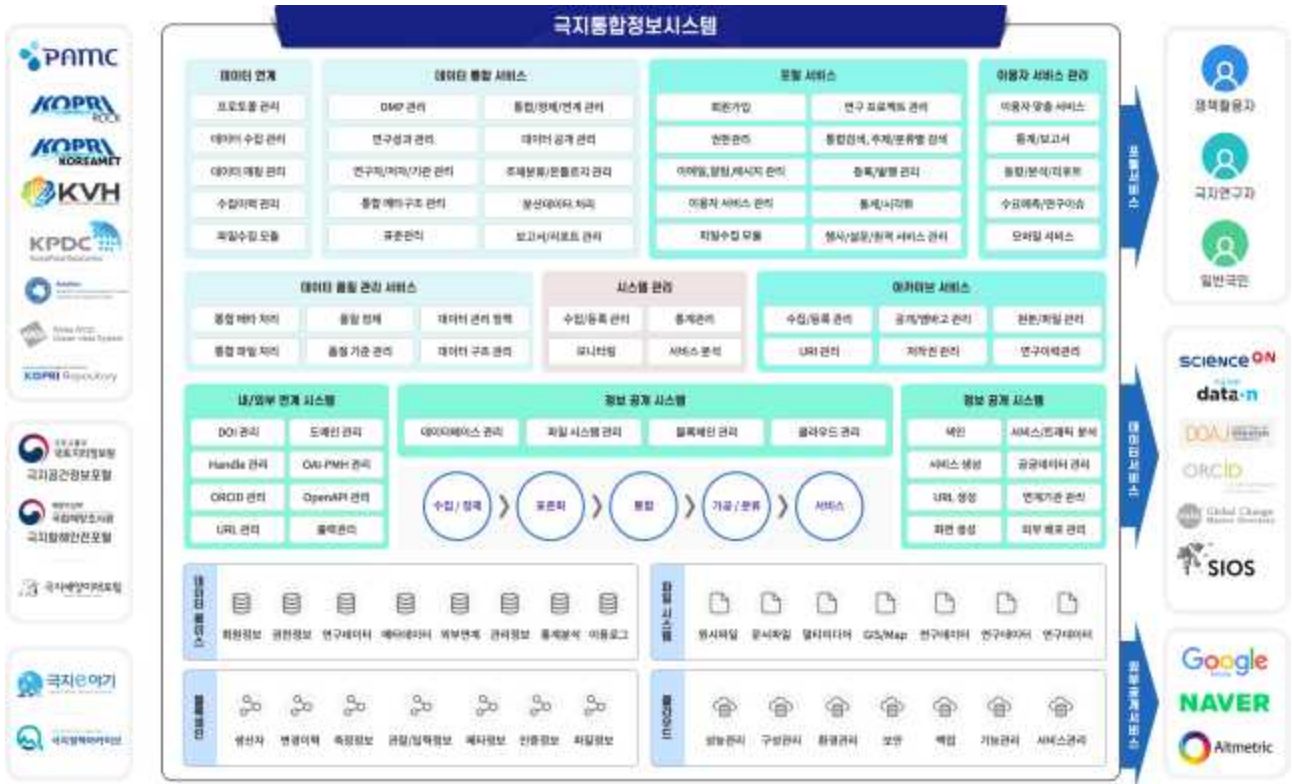 극지통합정보시스템
PAMC
KOPRI
ROCK
KOPRI
KOREAMET
KVH
KPDC
KOPRI Repository
국토지리정보원
극지공간정보포털
국립해양조사원
극지항해안전포털
극지e야기
극지정책아카이브
데이터 연계
프로토콜 관리
데이터 수집 관리
데이터 매핑 관리
수집이력 관리
파일수집 모듈
데이터 통합 서비스
DMP 관리
통합/정제/연계 관리
연구성과 관리
데이터 공개 관리
연구자/저자/기관 관리
주제분류/온톨로지 관리
통합 메타구조 관리
분산데이터 처리
표준관리
보고서/리포트 관리
포털 서비스
회원가입
연구 프로젝트 관리
권한관리
통합검색, 주제/분류별 검색
이메일,알림,메시지 관리
등록/발행 관리
이용자 서비스 관리
통계/시각화
파일수집 모듈
행사/설문/원격 서비스 관리
이용자 서비스 관리
이용자 맞춤 서비스
통계/보고서
동향/분석/리포트
수요예측/연구이슈
모바일 서비스
데이터 품질 관리 서비스
통합 메타 처리
품질 정제
데이터 관리 정책
통합 파일 처리
품질 기준 관리
데이터 구조 관리
시스템 관리
수집/등록 관리
통계관리
모니터링
서비스 분석
아카이브 서비스
수집/등록 관리
공개/엠바고 관리
원본/파일 관리
URI 관리
저작권 관리
연구이력관리
내/외부 연계 시스템
DOI 관리
도메인 관리
Handle 관리
OAI-PMH 관리
ORCID 관리
OpenAPI 관리
URL 관리
출력관리
정보 공개 시스템
데이터베이스 관리
파일 시스템 관리
블록체인 관리
클라우드 관리
수집 / 정제
표준화
통합
가공 / 분류
서비스
정보 공개 시스템
색인
서비스/트래픽 분석
서비스 생성
공공데이터 관리
URL 생성
연계기관 관리
화면 생성
외부 배포 관리
데이터 베이스
회원정보
권한정보
연구데이터
메타데이터
외부연계
관리정보
통계분석
이용로그
파일 시스템
원시파일
문서파일
멀티미디어
GIS/Map
연구데이터
연구데이터
연구데이터
블록체인
생산자
변경이력
측정정보
관찰/입력정보
메타정보
인증정보
파일정보
클라우드
성능관리
구성관리
환경관리
보안
백업
기능관리
서비스관리
포털서비스
데이터서비스
외부공개서비스
정책활용자
극지연구자
일반국민
SCIENCE ON
data·n
DOAJ
ORCID
Global Change
Master Directory
SIOS
Google
NAVER
Altmetric